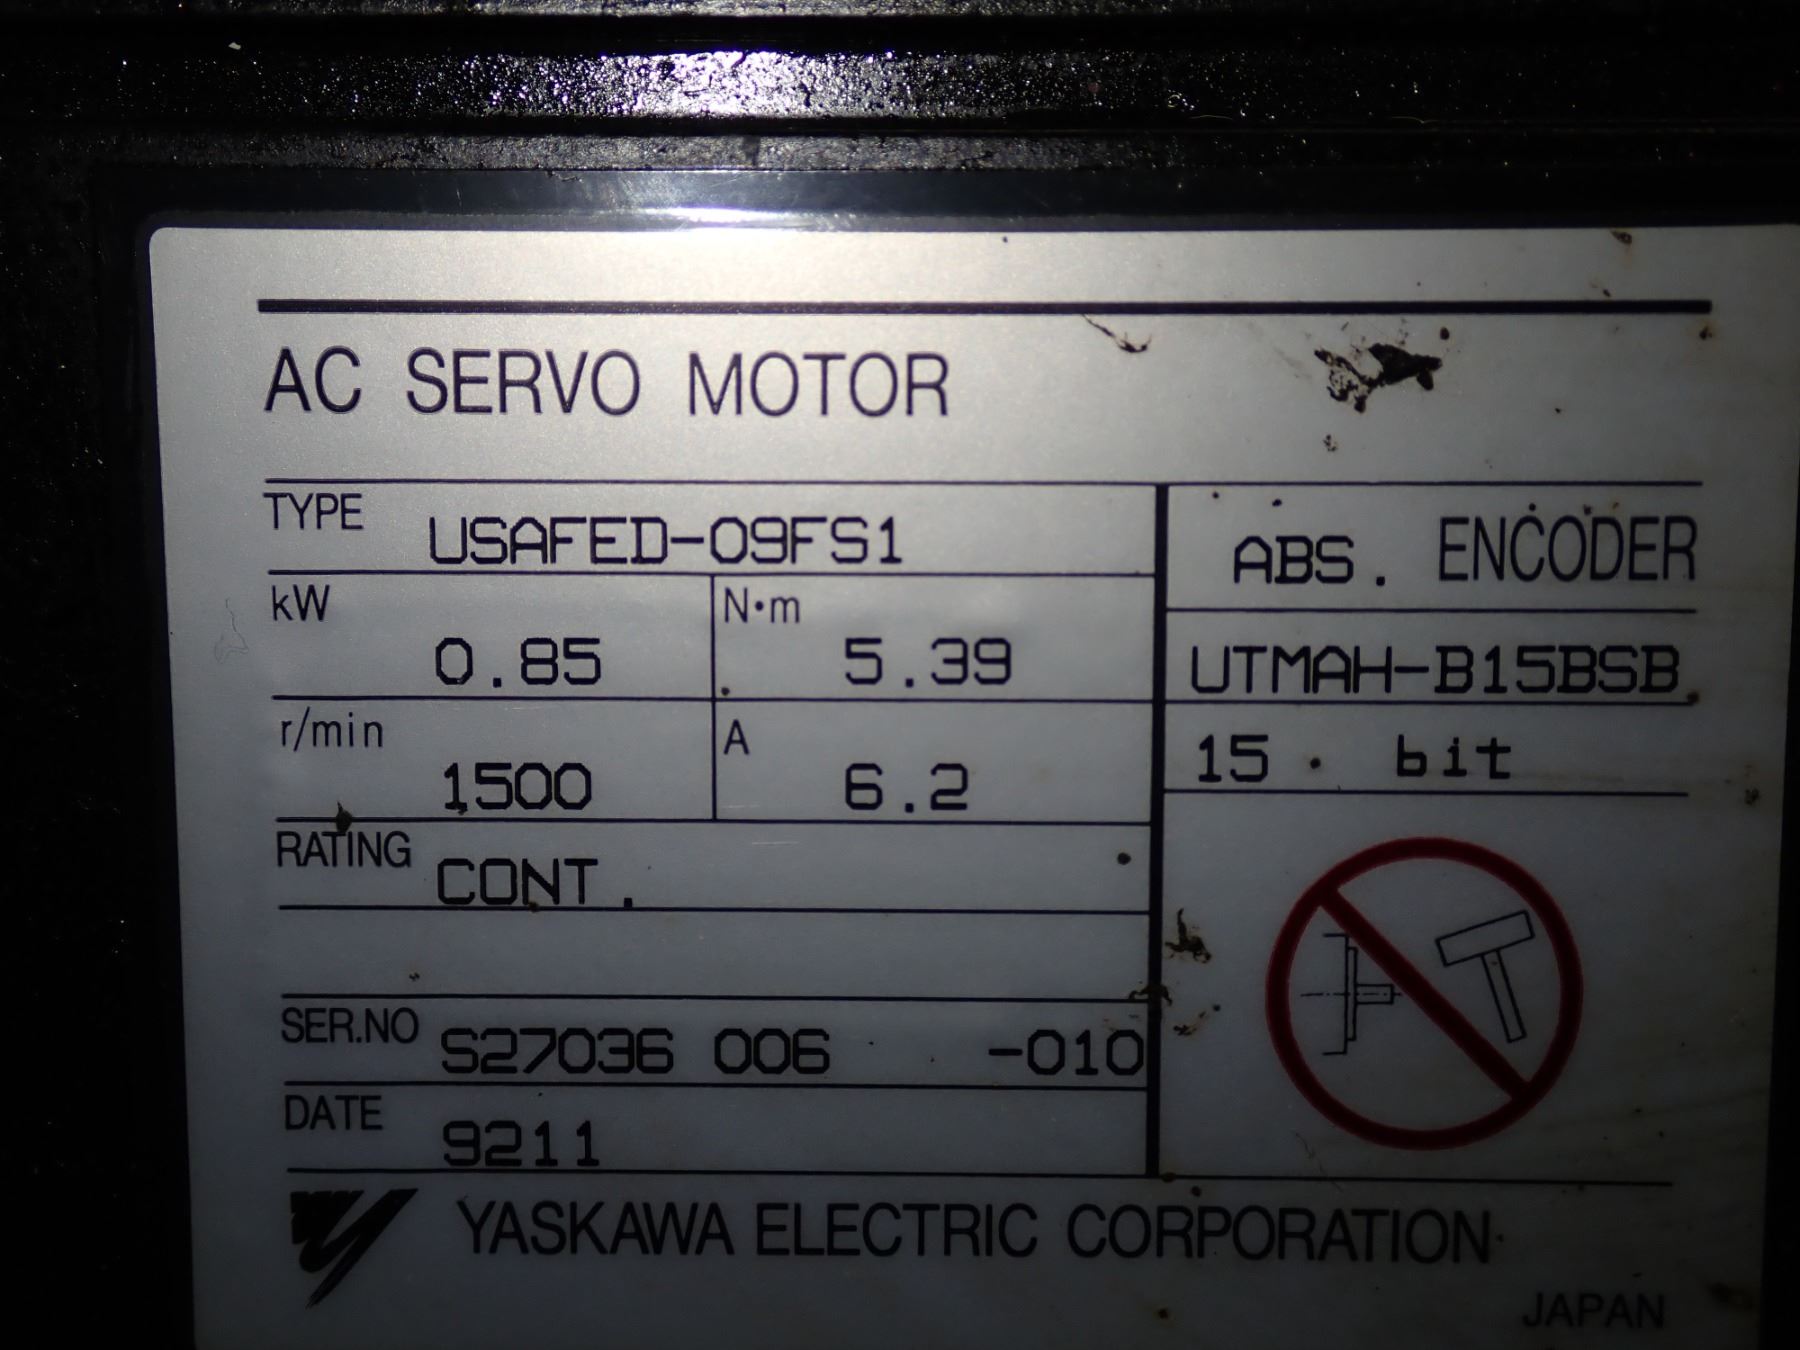 AC SERVO MOTOR
TYPE USAFED-09FS1
ABS. ENCODER
kW 0.85 N·m 5.39
UTMAH-B15BSB
r/min 1500 A 6.2
15 · bit
RATING CONT.
SER.NO S27036 006 -010
DATE 9211
YASKAWA ELECTRIC CORPORATION
JAPAN